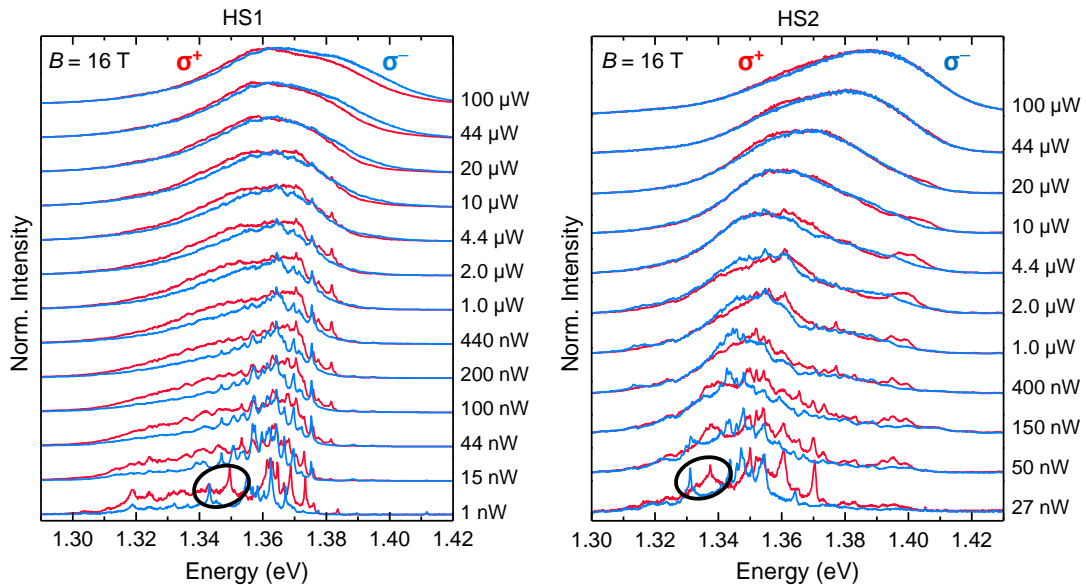 HS1
B = 16 T
σ+
σ−
100 µW
44 µW
20 µW
10 µW
4.4 µW
2.0 µW
1.0 µW
440 nW
200 nW
100 nW
44 nW
15 nW
1 nW
Norm. Intensity
1.30 1.32 1.34 1.36 1.38 1.40 1.42
Energy (eV)
HS2
B = 16 T
σ+
σ−
100 µW
44 µW
20 µW
10 µW
4.4 µW
2.0 µW
1.0 µW
400 nW
150 nW
50 nW
27 nW
Norm. Intensity
1.30 1.32 1.34 1.36 1.38 1.40 1.42
Energy (eV)